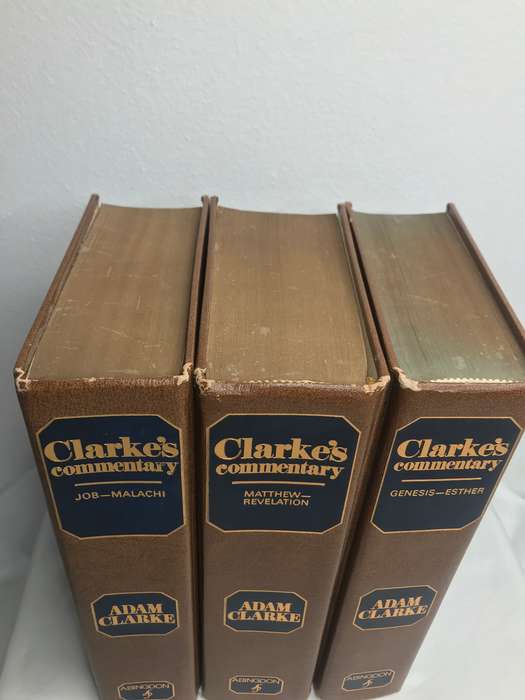 Clarke's
commentary
JOB—MALACHI
ADAM
CLARKE
ABINGDON
Clarke's
commentary
MATTHEW—
REVELATION
ADAM
CLARKE
ABINGDON
Clarke's
commentary
GENESIS—ESTHER
ADAM
CLARKE
ABINGDON